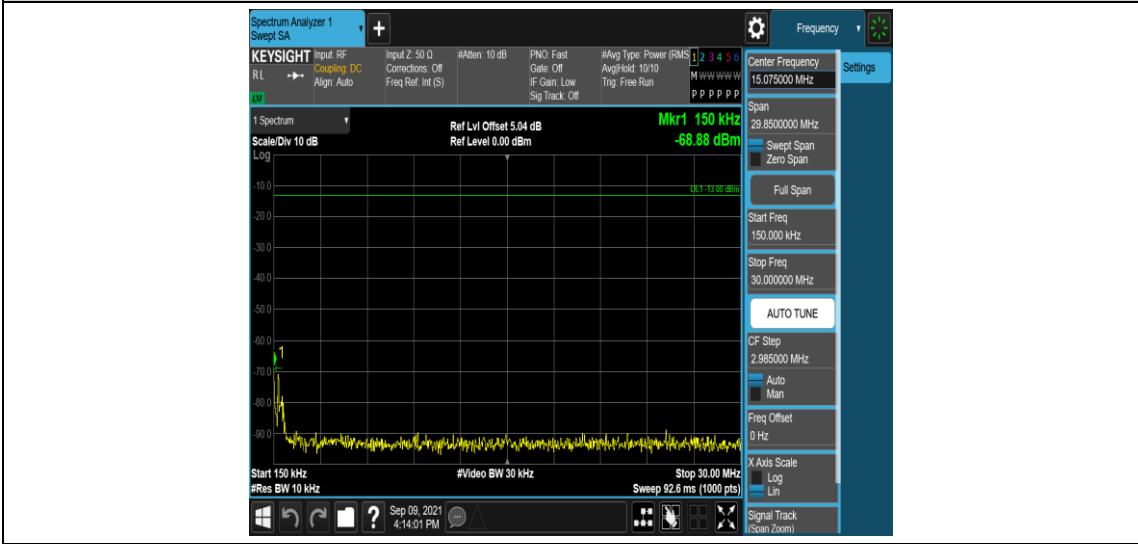 Spectrum Analyzer 1
Swept SA
+
Frequency
KEYSIGHT
RL
LXI
Input: RF
Coupling: DC
Align: Auto
Input Z: 50 Ω
Corrections: Off
Freq Ref: Int (S)
#Atten: 10 dB
PNO: Fast
Gate: Off
IF Gain: Low
Sig Track: Off
#Avg Type: Power (RMS
Avg|Hold: 10/10
Trig: Free Run
1 2 3 4 5 6
M W W W W W
P P P P P P
1 Spectrum
Scale/Div 10 dB
Log
Ref Lvl Offset 5.04 dB
Ref Level 0.00 dBm
Mkr1 150 kHz
-68.88 dBm
DL1 -13.00 dBm
-10.0
-20.0
-30.0
-40.0
-50.0
-60.0
1
-70.0
-80.0
-90.0
Start 150 kHz
#Res BW 10 kHz
#Video BW 30 kHz
Stop 30.00 MHz
Sweep 92.6 ms (1000 pts)
?
Sep 09, 2021
4:14:01 PM
Center Frequency
15.075000 MHz
Settings
Span
29.8500000 MHz
Swept Span
Zero Span
Full Span
Start Freq
150.000 kHz
Stop Freq
30.000000 MHz
AUTO TUNE
CF Step
2.985000 MHz
Auto
Man
Freq Offset
0 Hz
X Axis Scale
Log
Lin
Signal Track
(Span Zoom)